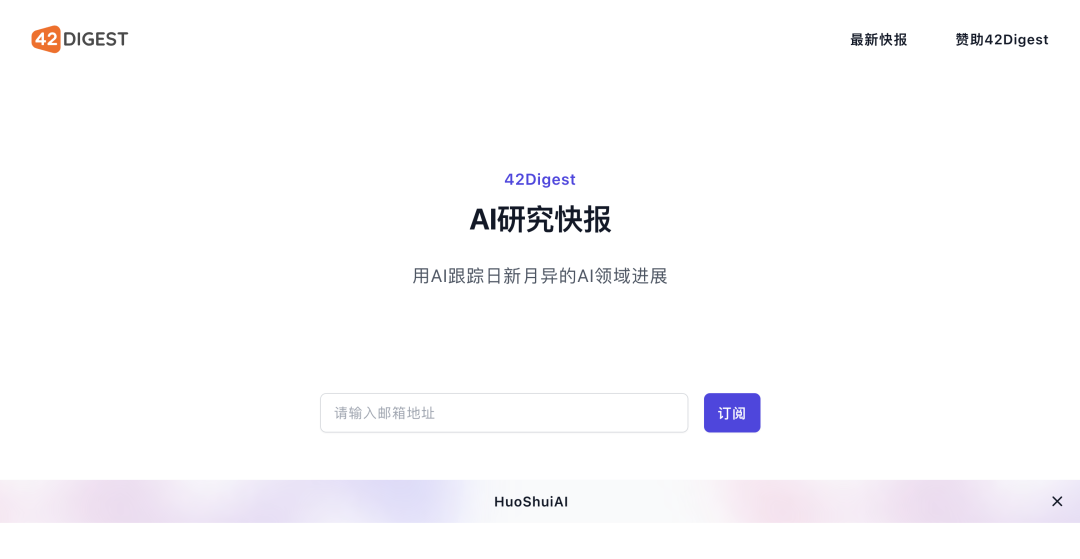 42DIGEST
最新快报
赞助42Digest
42Digest
AI研究快报
用AI跟踪日新月异的AI领域进展
请输入邮箱地址
订阅
HuoShuiAI